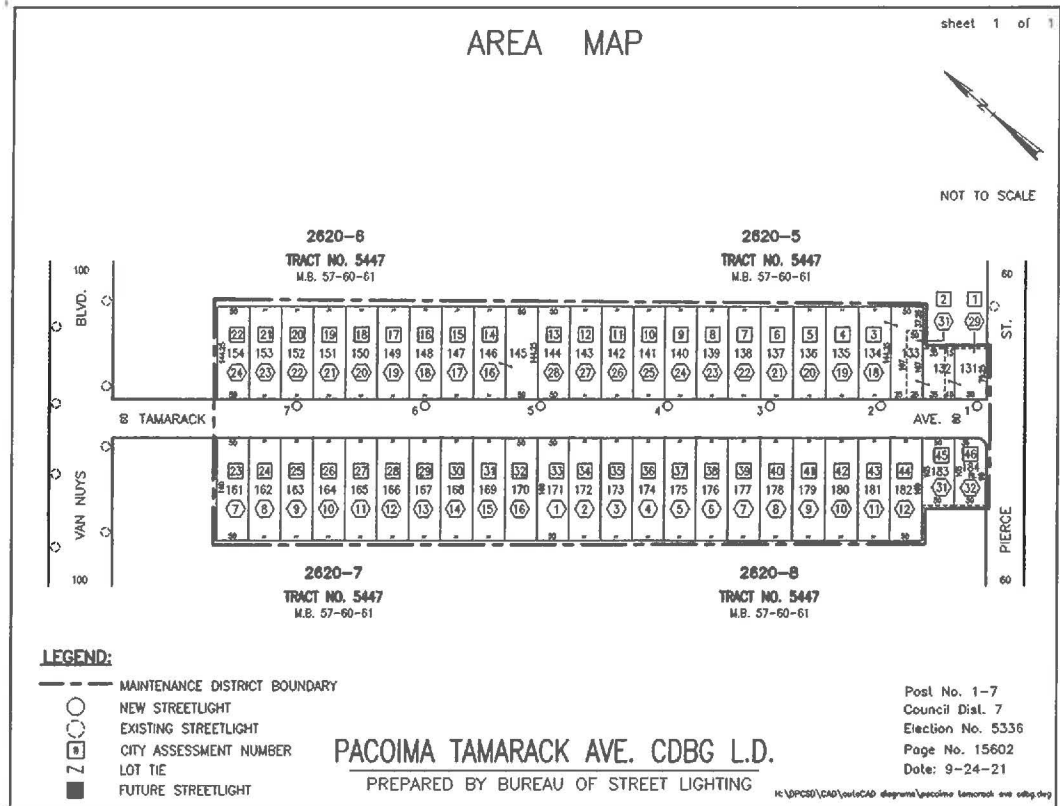 sheet 1 of 1
AREA MAP
NOT TO SCALE
2620-6
TRACT NO. 5447
M.B. 57-60-61
2620-5
TRACT NO. 5447
M.B. 57-60-61
100
60
BLVD.
ST.
2 1
31 29
22 21 20 19 18 17 16 15 14 13 12 11 10 9 8 7 6 5 4 3
154 153 152 151 150 149 148 147 146 145 144 143 142 141 140 139 138 137 136 135 134 133 132 131
24 23 22 21 20 19 18 17 16 28 27 26 25 24 23 22 21 20 19 18
7 6 5 4 3 2 1
TAMARACK AVE.
23 24 25 26 27 28 29 30 31 32 33 34 35 36 37 38 39 40 41 42 43 44 45 46
161 162 163 164 165 166 167 168 169 170 171 172 173 174 175 176 177 178 179 180 181 182 183 184
7 8 9 10 11 12 13 14 15 16 1 2 3 4 5 6 7 8 9 10 11 12 31 32
VAN NUYS
PIERCE
100
60
2620-7
TRACT NO. 5447
M.B. 57-60-61
2620-8
TRACT NO. 5447
M.B. 57-60-61
LEGEND:
MAINTENANCE DISTRICT BOUNDARY
NEW STREETLIGHT
EXISTING STREETLIGHT
CITY ASSESSMENT NUMBER
LOT TIE
FUTURE STREETLIGHT
PACOIMA TAMARACK AVE. CDBG L.D.
PREPARED BY BUREAU OF STREET LIGHTING
Post No. 1-7
Council Dist. 7
Election No. 5336
Page No. 15602
Date: 9-24-21